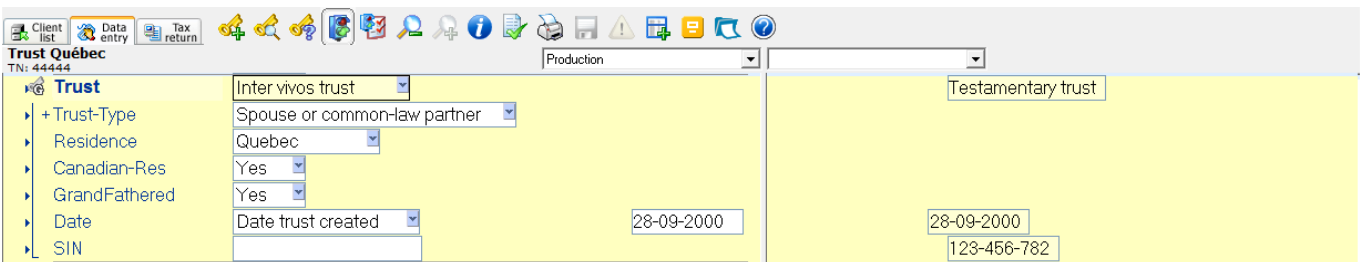 Client list
Data entry
Tax return
Trust Québec
TN: 44444
Production
Trust Inter vivos trust Testamentary trust
+Trust-Type Spouse or common-law partner
Residence Quebec
Canadian-Res Yes
GrandFathered Yes
Date Date trust created 28-09-2000 28-09-2000
SIN 123-456-782